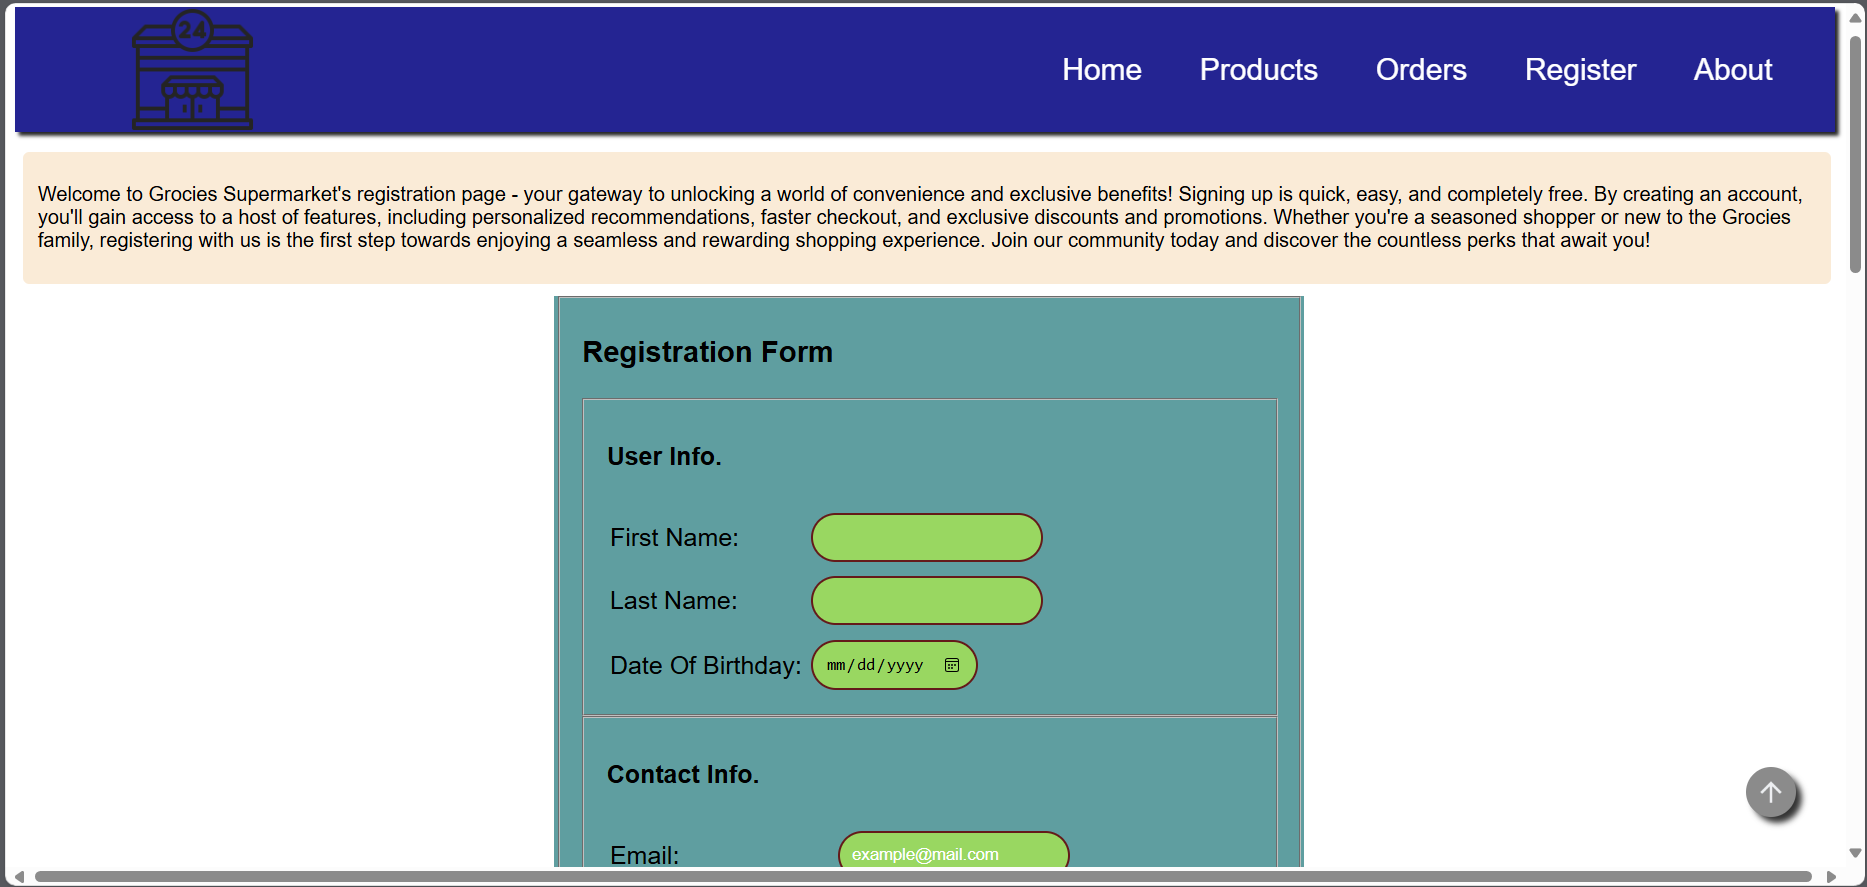 24
Home Products Orders Register About
Welcome to Grocies Supermarket's registration page - your gateway to unlocking a world of convenience and exclusive benefits! Signing up is quick, easy, and completely free. By creating an account,
you'll gain access to a host of features, including personalized recommendations, faster checkout, and exclusive discounts and promotions. Whether you're a seasoned shopper or new to the Grocies
family, registering with us is the first step towards enjoying a seamless and rewarding shopping experience. Join our community today and discover the countless perks that await you!
Registration Form
User Info.
First Name:
Last Name:
Date Of Birthday: mm/dd/yyyy
Contact Info.
Email: example@mail.com